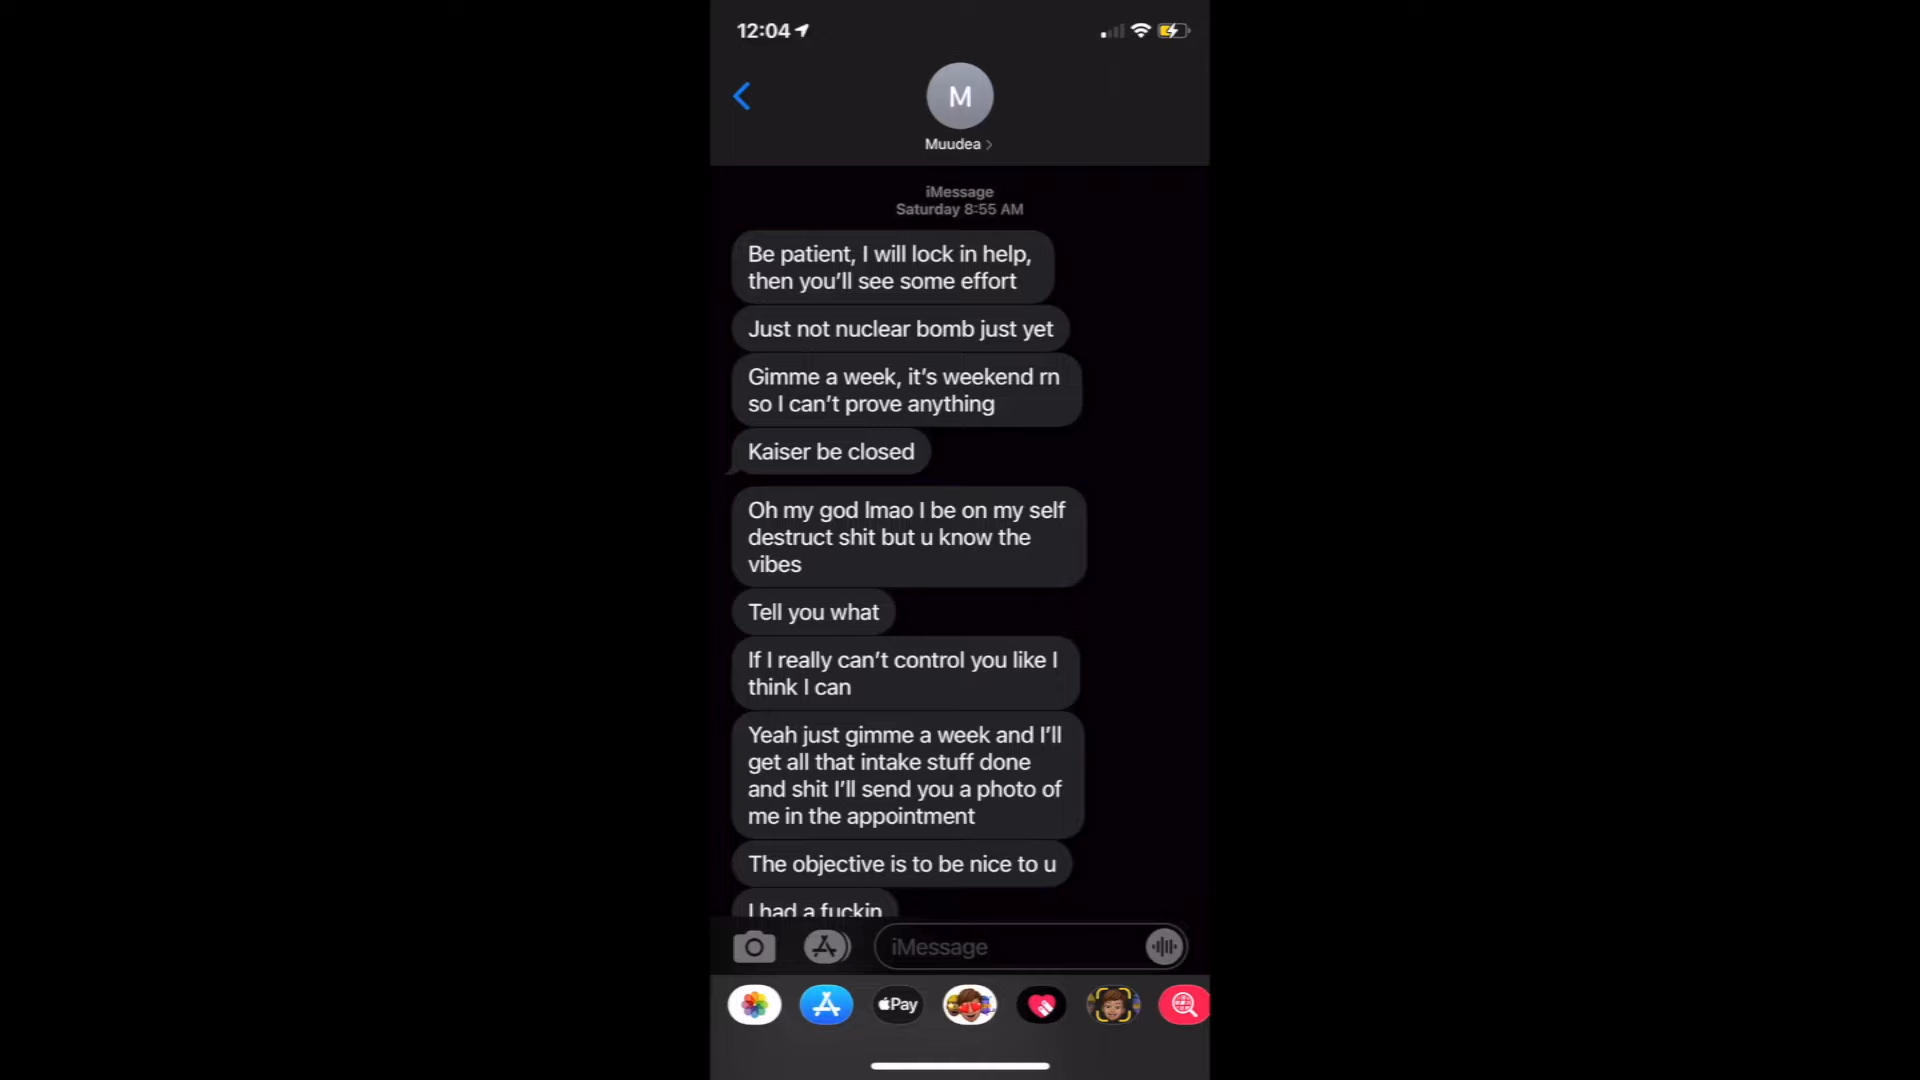 12:04
M
Muudea
iMessage
Saturday 8:55 AM
Be patient, I will lock in help,
then you'll see some effort
Just not nuclear bomb just yet
Gimme a week, it's weekend rn
so I can't prove anything
Kaiser be closed
Oh my god lmao I be on my self
destruct shit but u know the
vibes
Tell you what
If I really can't control you like I
think I can
Yeah just gimme a week and I'll
get all that intake stuff done
and shit I'll send you a photo of
me in the appointment
The objective is to be nice to u
I had a fuckin
iMessage
Pay